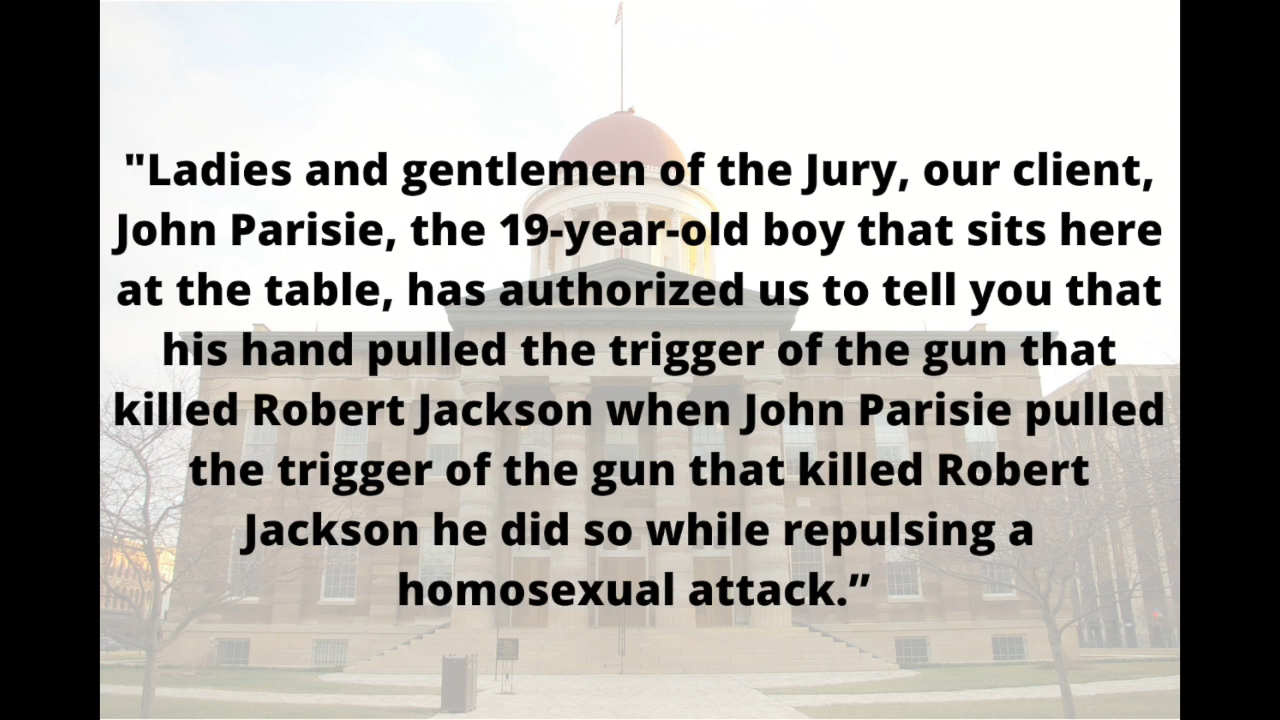 "Ladies and gentlemen of the Jury, our client,
John Parisie, the 19-year-old boy that sits here
at the table, has authorized us to tell you that
his hand pulled the trigger of the gun that
killed Robert Jackson when John Parisie pulled
the trigger of the gun that killed Robert
Jackson he did so while repulsing a
homosexual attack.”